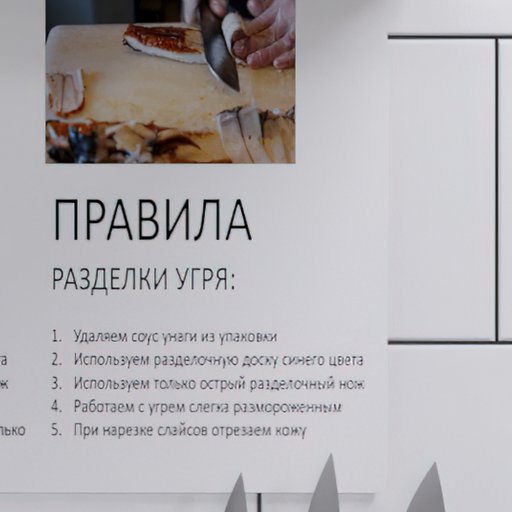 ПРАВИЛА
РАЗДЕЛКИ УГРЯ:
1. Удаляем соус унаги из упаковки
2. Используем разделочную доску синего цвета
3. Используем только острый разделочный нож
4. Работаем с угрем слегка размороженным
5. При нарезке слайсов отрезаем кожу